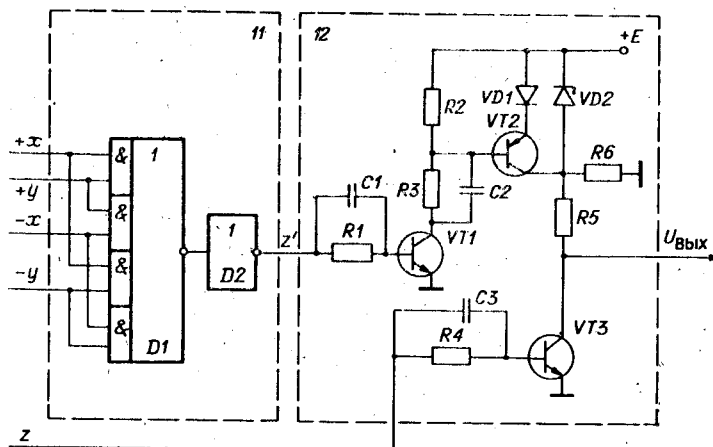 11
12
+E
R2
VD1
VD2
VT2
+x
&
1
R6
+y
&
C1
R3
C2
R5
-x
R1
VT1
Uвых
&
1
z'
-y
D2
C3
VT3
&
R4
D1
z